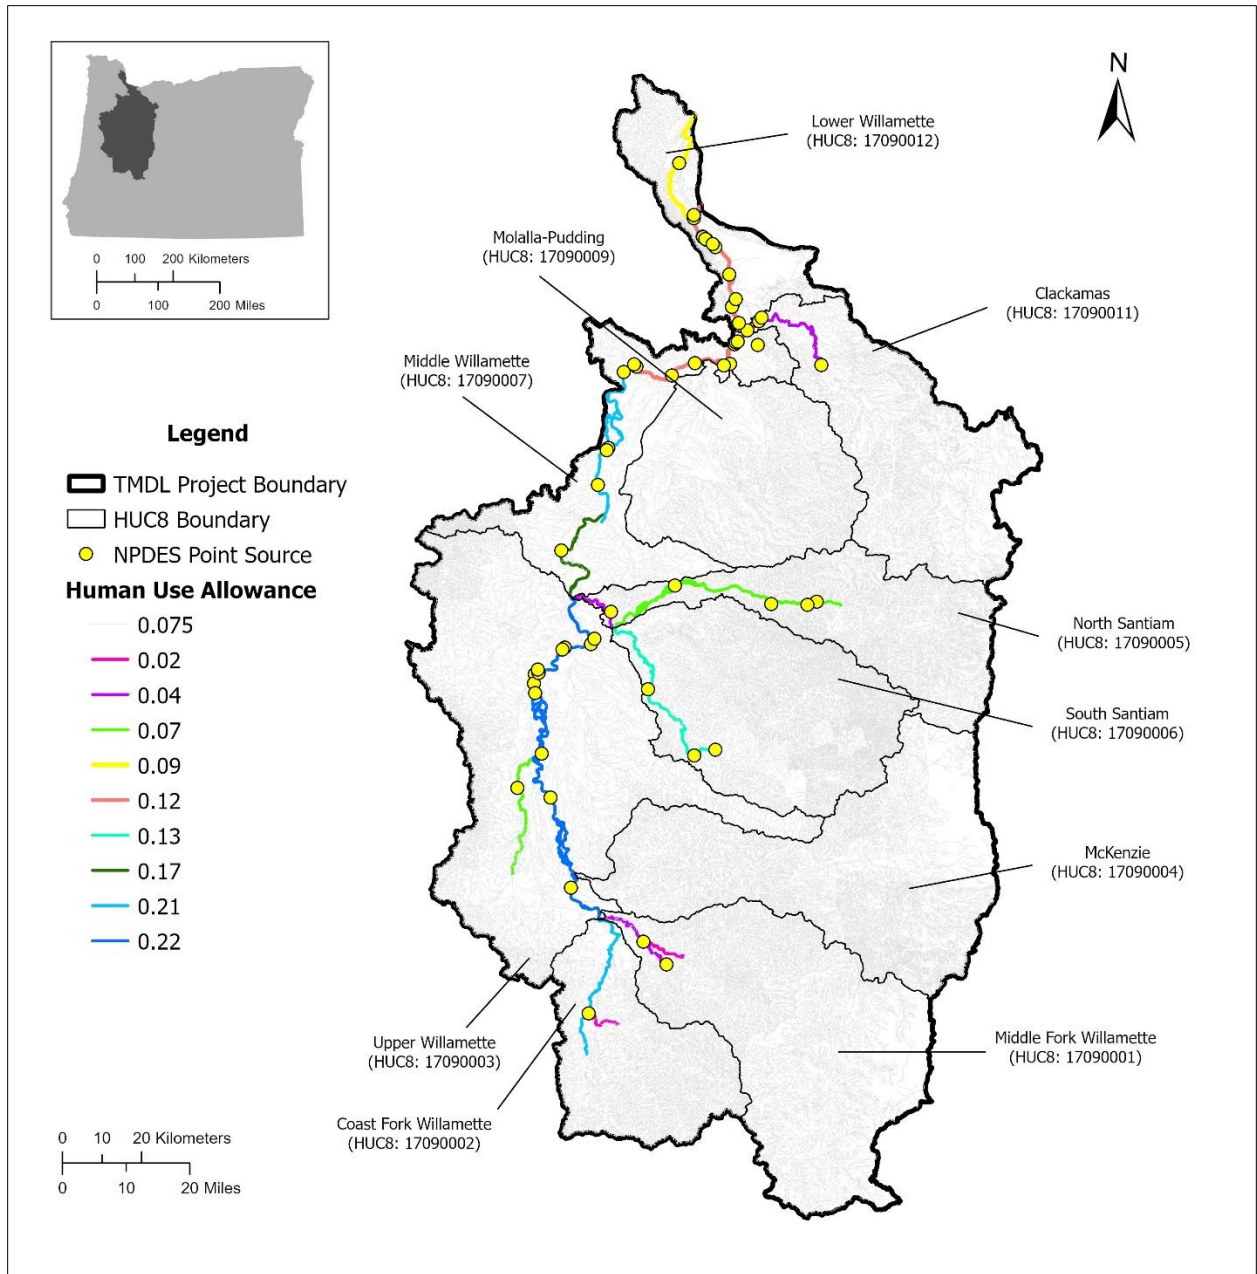 N
Lower Willamette
(HUC8: 17090012)
0 100 200 Kilometers
0 100 200 Miles
Molalla-Pudding
(HUC8: 17090009)
Clackamas
(HUC8: 17090011)
Middle Willamette
(HUC8: 17090007)
Legend
TMDL Project Boundary
HUC8 Boundary
NPDES Point Source
Human Use Allowance
0.075
0.02
0.04
0.07
0.09
0.12
0.13
0.17
0.21
0.22
North Santiam
(HUC8: 17090005)
South Santiam
(HUC8: 17090006)
McKenzie
(HUC8: 17090004)
Upper Willamette
(HUC8: 17090003)
Middle Fork Willamette
(HUC8: 17090001)
Coast Fork Willamette
(HUC8: 17090002)
0 10 20 Kilometers
0 10 20 Miles